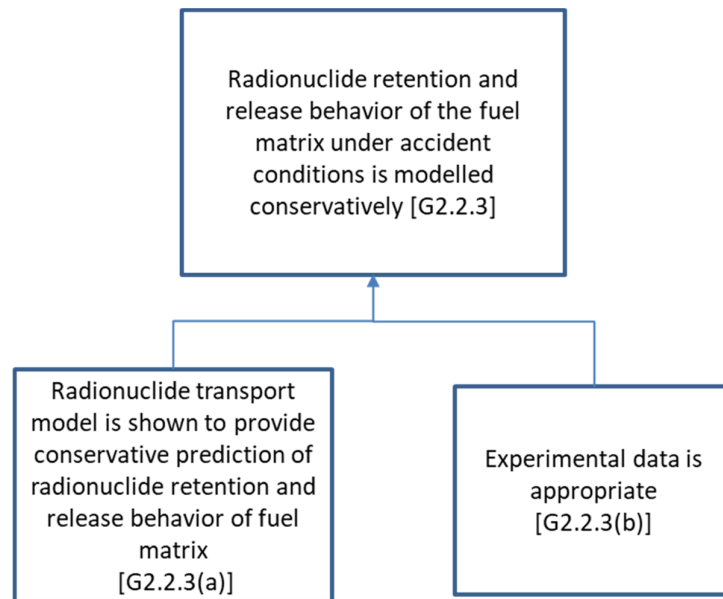 Radionuclide retention and
release behavior of the fuel
matrix under accident
conditions is modelled
conservatively [G2.2.3]
Radionuclide transport
model is shown to provide
conservative prediction of
radionuclide retention and
release behavior of fuel
matrix
[G2.2.3(a)]
Experimental data is
appropriate
[G2.2.3(b)]